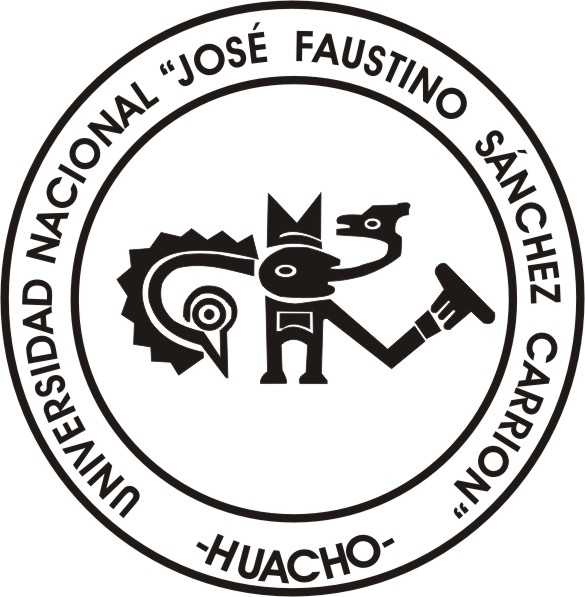 UNIVERSIDAD NACIONAL “JOSÉ FAUSTINO SÁNCHEZ CARRION”
-HUACHO-